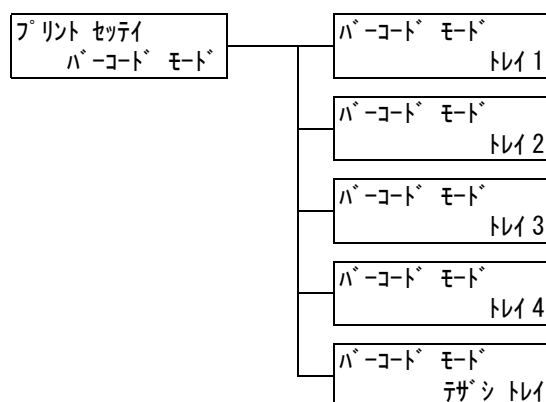 ﾌﾟﾘﾝﾄ ｾｯﾃｲ
ﾊﾞｰｺｰﾄﾞ ﾓｰﾄﾞ
ﾊﾞｰｺｰﾄﾞ ﾓｰﾄﾞ
ﾄﾚｲ 1
ﾊﾞｰｺｰﾄﾞ ﾓｰﾄﾞ
ﾄﾚｲ 2
ﾊﾞｰｺｰﾄﾞ ﾓｰﾄﾞ
ﾄﾚｲ 3
ﾊﾞｰｺｰﾄﾞ ﾓｰﾄﾞ
ﾄﾚｲ 4
ﾊﾞｰｺｰﾄﾞ ﾓｰﾄﾞ
ﾃｻﾞｼ ﾄﾚｲ